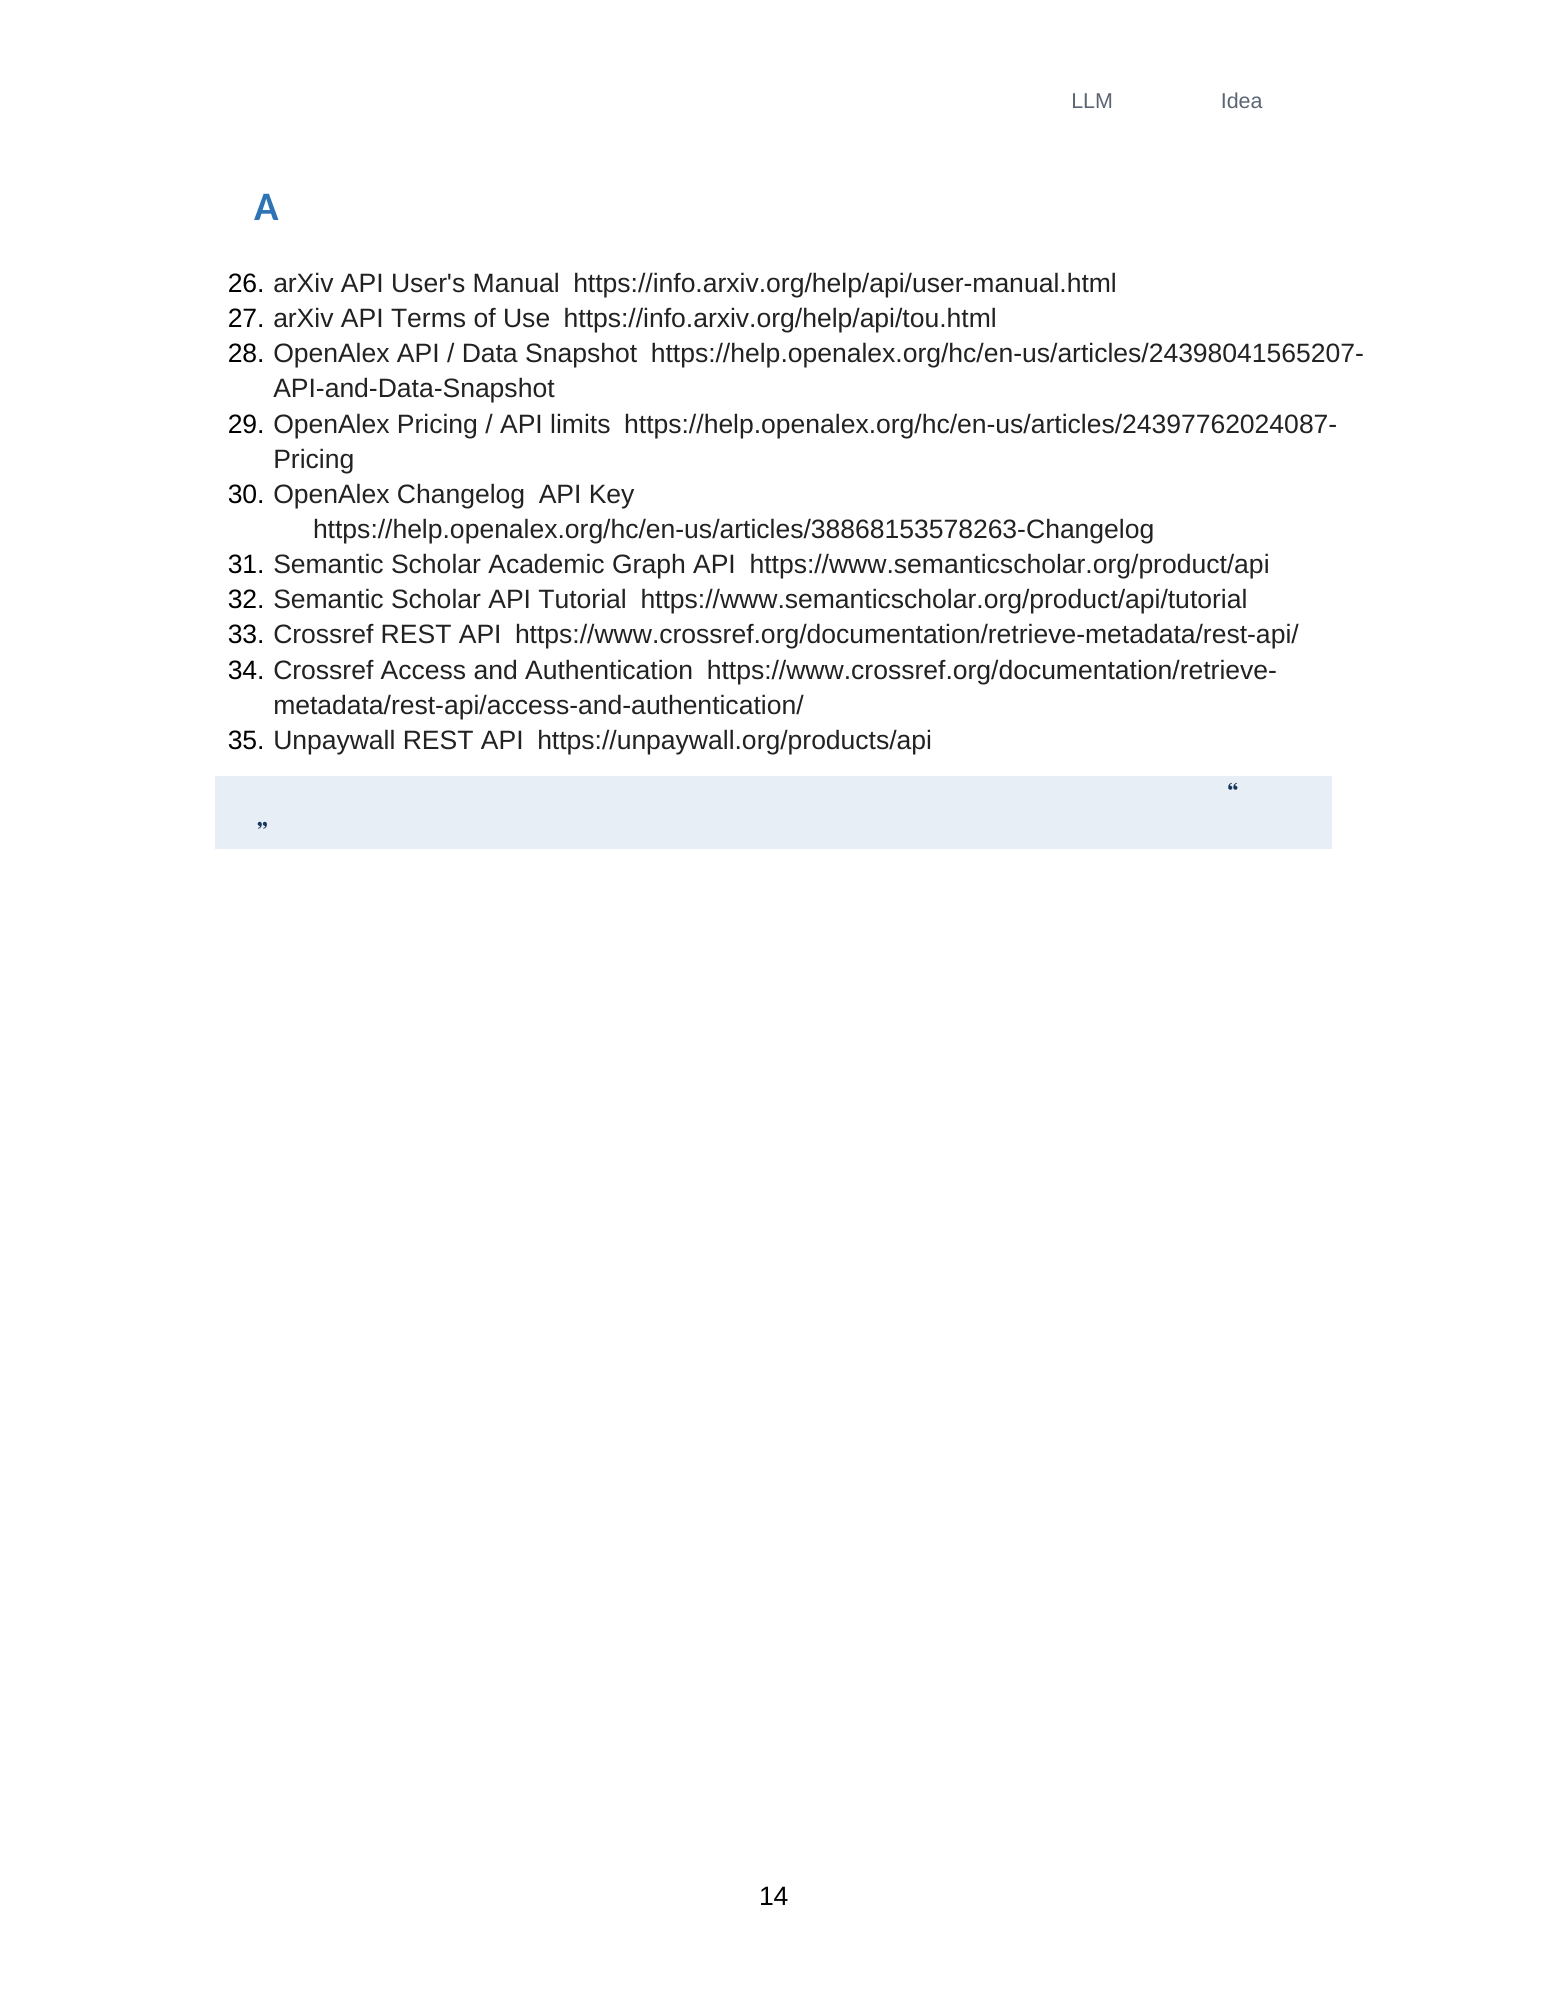 LLM Idea
A
26. arXiv API User's Manual https://info.arxiv.org/help/api/user-manual.html
27. arXiv API Terms of Use https://info.arxiv.org/help/api/tou.html
28. OpenAlex API / Data Snapshot https://help.openalex.org/hc/en-us/articles/24398041565207-
API-and-Data-Snapshot
29. OpenAlex Pricing / API limits https://help.openalex.org/hc/en-us/articles/24397762024087-
Pricing
30. OpenAlex Changelog API Key
https://help.openalex.org/hc/en-us/articles/38868153578263-Changelog
31. Semantic Scholar Academic Graph API https://www.semanticscholar.org/product/api
32. Semantic Scholar API Tutorial https://www.semanticscholar.org/product/api/tutorial
33. Crossref REST API https://www.crossref.org/documentation/retrieve-metadata/rest-api/
34. Crossref Access and Authentication https://www.crossref.org/documentation/retrieve-
metadata/rest-api/access-and-authentication/
35. Unpaywall REST API https://unpaywall.org/products/api
“
”
14